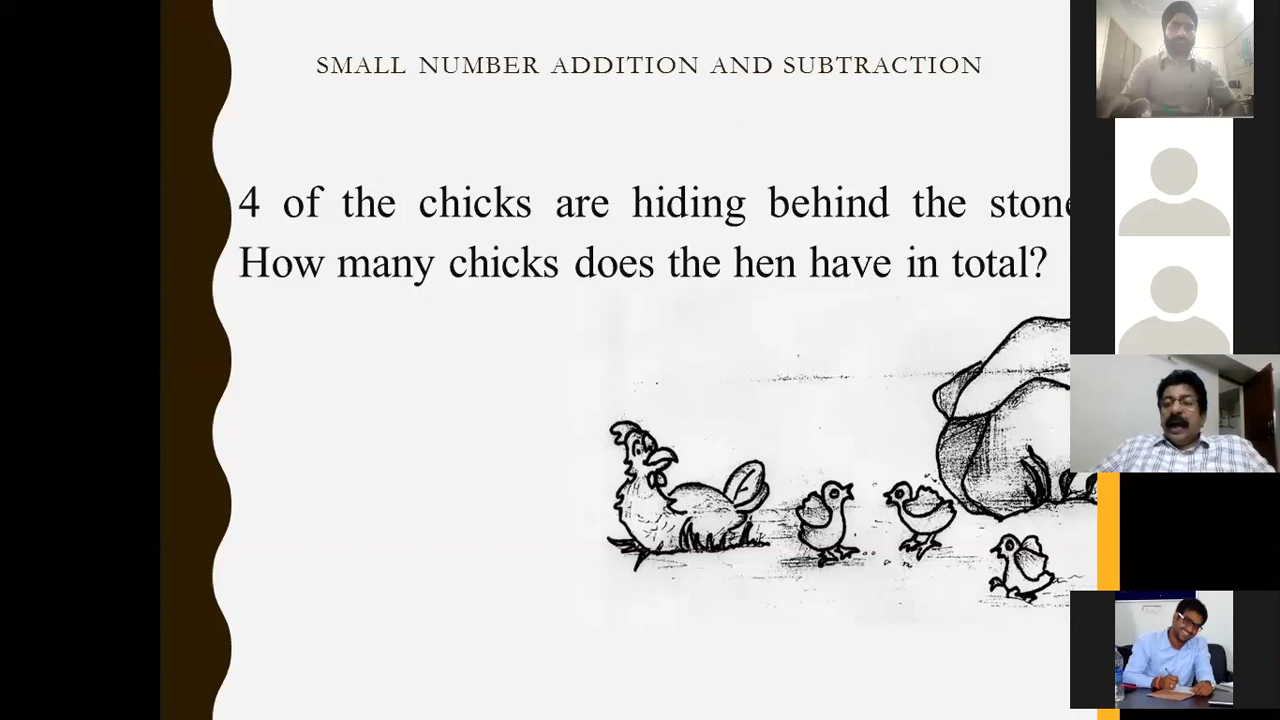 SMALL NUMBER ADDITION AND SUBTRACTION
4 of the chicks are hiding behind the stone
How many chicks does the hen have in total?